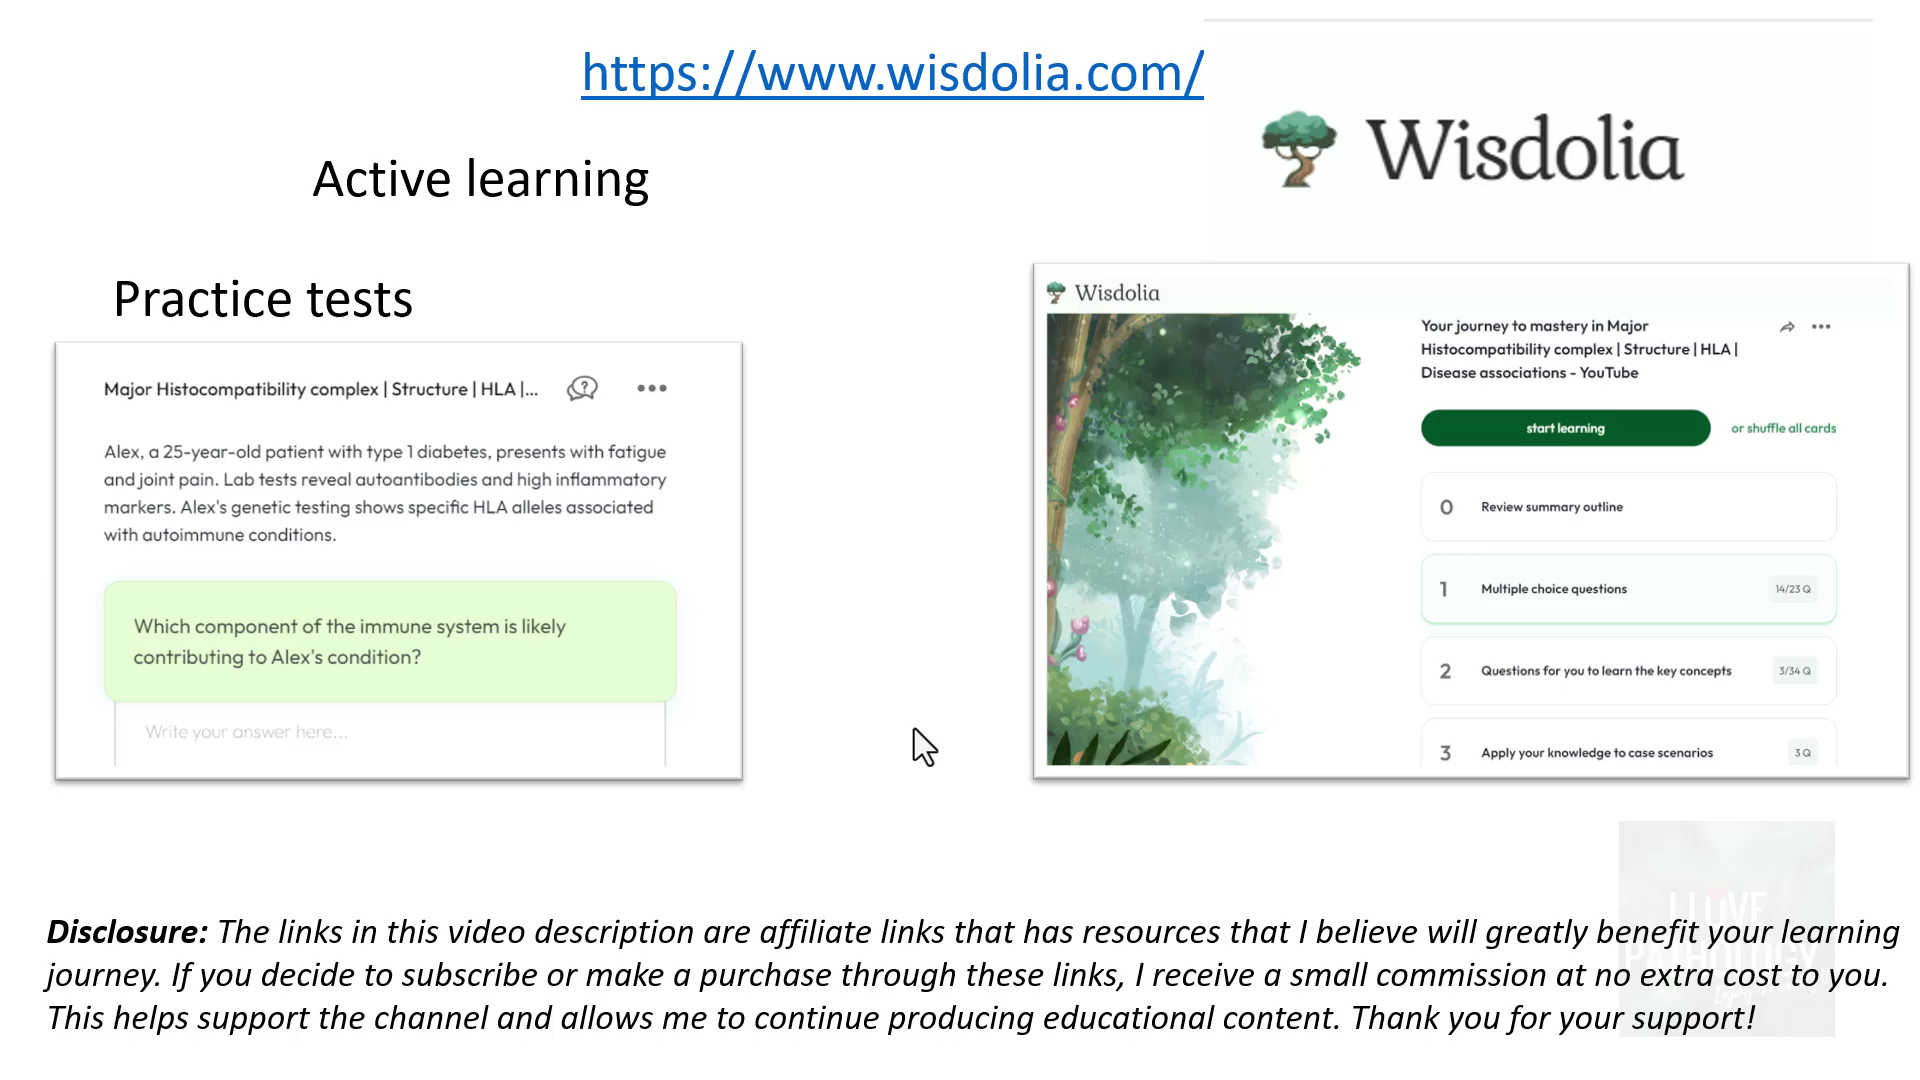 https://www.wisdolia.com/
Wisdolia
Active learning
Practice tests
Major Histocompatibility complex | Structure | HLA |...
Alex, a 25-year-old patient with type 1 diabetes, presents with fatigue
and joint pain. Lab tests reveal autoantibodies and high inflammatory
markers. Alex's genetic testing shows specific HLA alleles associated
with autoimmune conditions.
Which component of the immune system is likely
contributing to Alex's condition?
Write your answer here...
Wisdolia
Your journey to mastery in Major
Histocompatibility complex | Structure | HLA |
Disease associations - YouTube
start learning
or shuffle all cards
0 Review summary outline
1 Multiple choice questions 14/23 Q
2 Questions for you to learn the key concepts 3/34 Q
3 Apply your knowledge to case scenarios 3 Q
I LOVE
PATHOLOGY
Disclosure: The links in this video description are affiliate links that has resources that I believe will greatly benefit your learning
journey. If you decide to subscribe or make a purchase through these links, I receive a small commission at no extra cost to you.
This helps support the channel and allows me to continue producing educational content. Thank you for your support!